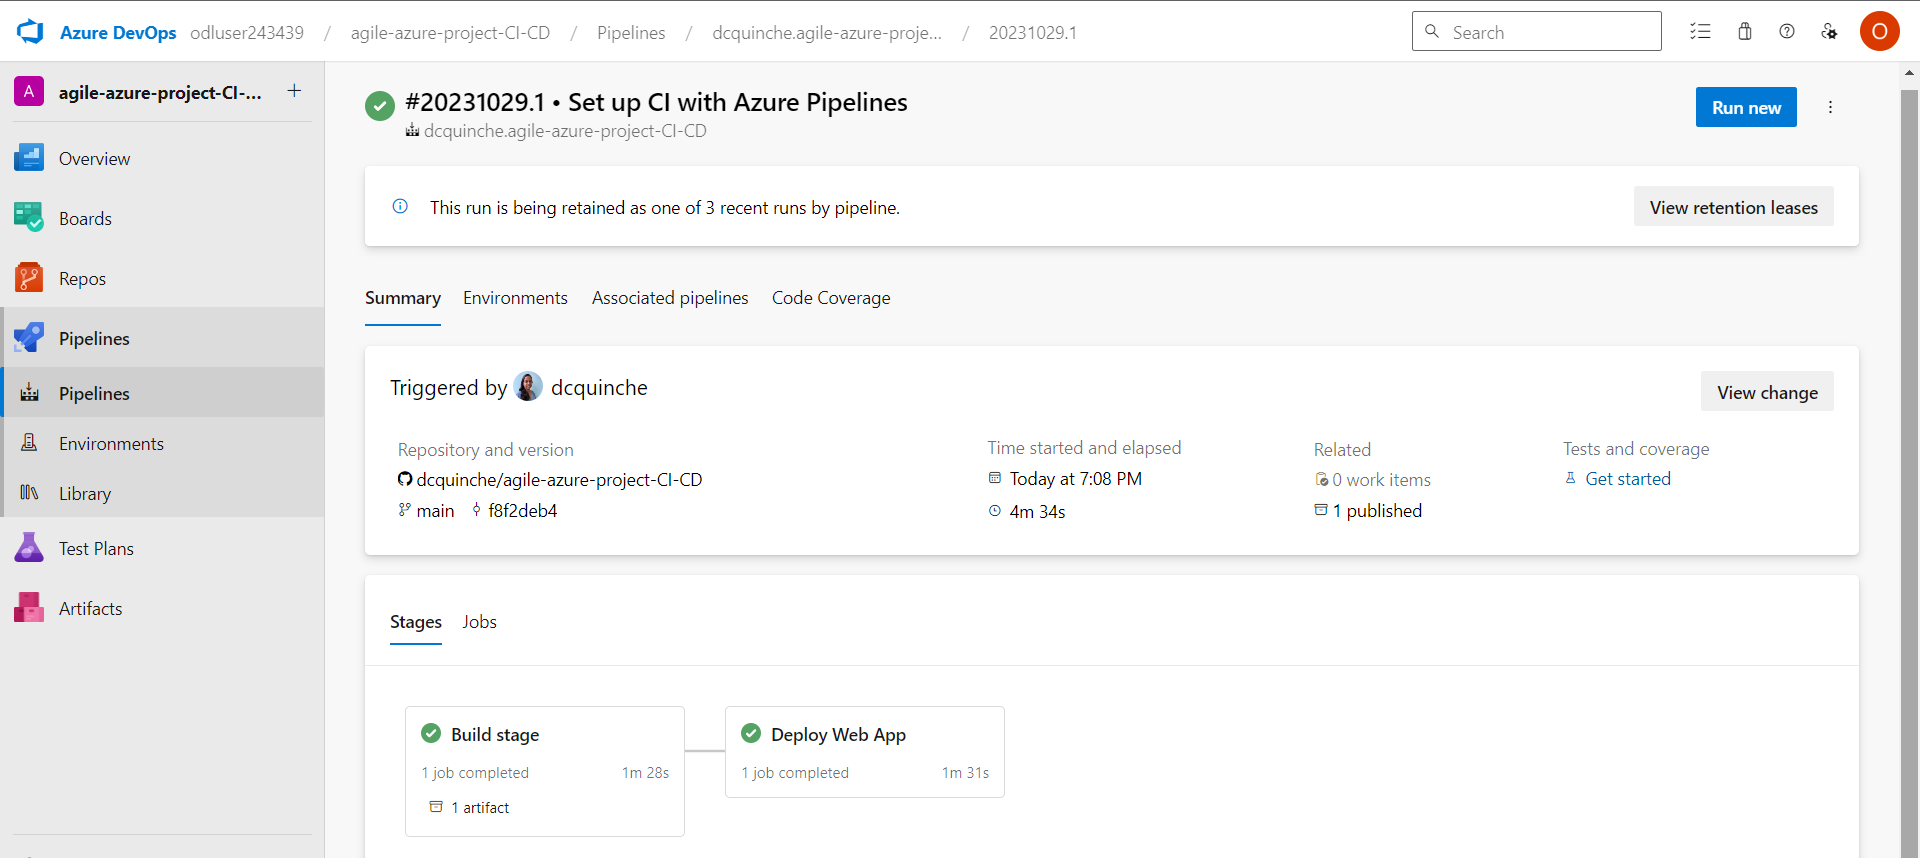 Azure DevOps odluser243439 / agile-azure-project-CI-CD / Pipelines / dcquinche.agile-azure-proje... / 20231029.1
Search
O
A agile-azure-project-CI-... +
Overview
Boards
Repos
Pipelines
Pipelines
Environments
Library
Test Plans
Artifacts
#20231029.1 • Set up CI with Azure Pipelines
dcquinche.agile-azure-project-CI-CD
Run new
This run is being retained as one of 3 recent runs by pipeline.
View retention leases
Summary Environments Associated pipelines Code Coverage
Triggered by dcquinche
View change
Repository and version
dcquinche/agile-azure-project-CI-CD
main f8f2deb4
Time started and elapsed
Today at 7:08 PM
4m 34s
Related
0 work items
1 published
Tests and coverage
Get started
Stages Jobs
Build stage
1 job completed 1m 28s
1 artifact
Deploy Web App
1 job completed 1m 31s